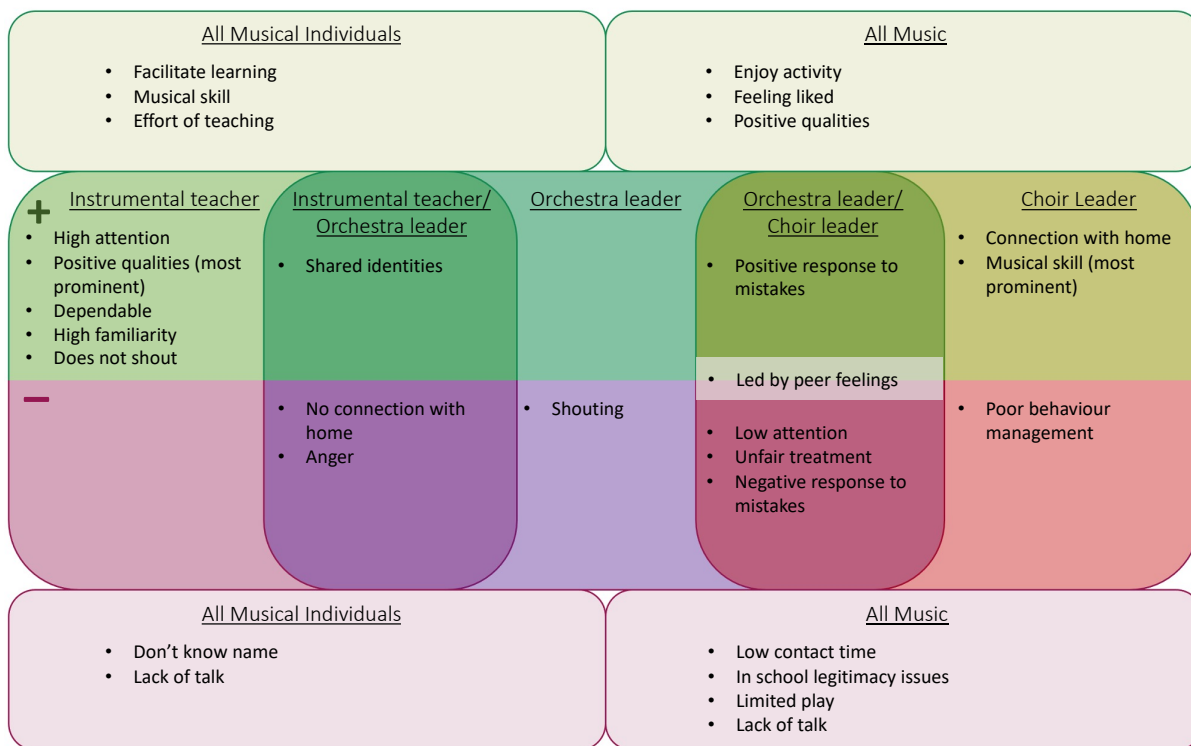 All Musical Individuals
• Facilitate learning
• Musical skill
• Effort of teaching
All Music
• Enjoy activity
• Feeling liked
• Positive qualities
+
Instrumental teacher
• High attention
• Positive qualities (most
prominent)
• Dependable
• High familiarity
• Does not shout
Instrumental teacher/
Orchestra leader
• Shared identities
Orchestra leader
Orchestra leader/
Choir leader
• Positive response to
mistakes
Choir Leader
• Connection with home
• Musical skill (most
prominent)
• Led by peer feelings
–
• No connection with
home
• Anger
• Shouting
• Low attention
• Unfair treatment
• Negative response to
mistakes
• Poor behaviour
management
All Musical Individuals
• Don’t know name
• Lack of talk
All Music
• Low contact time
• In school legitimacy issues
• Limited play
• Lack of talk